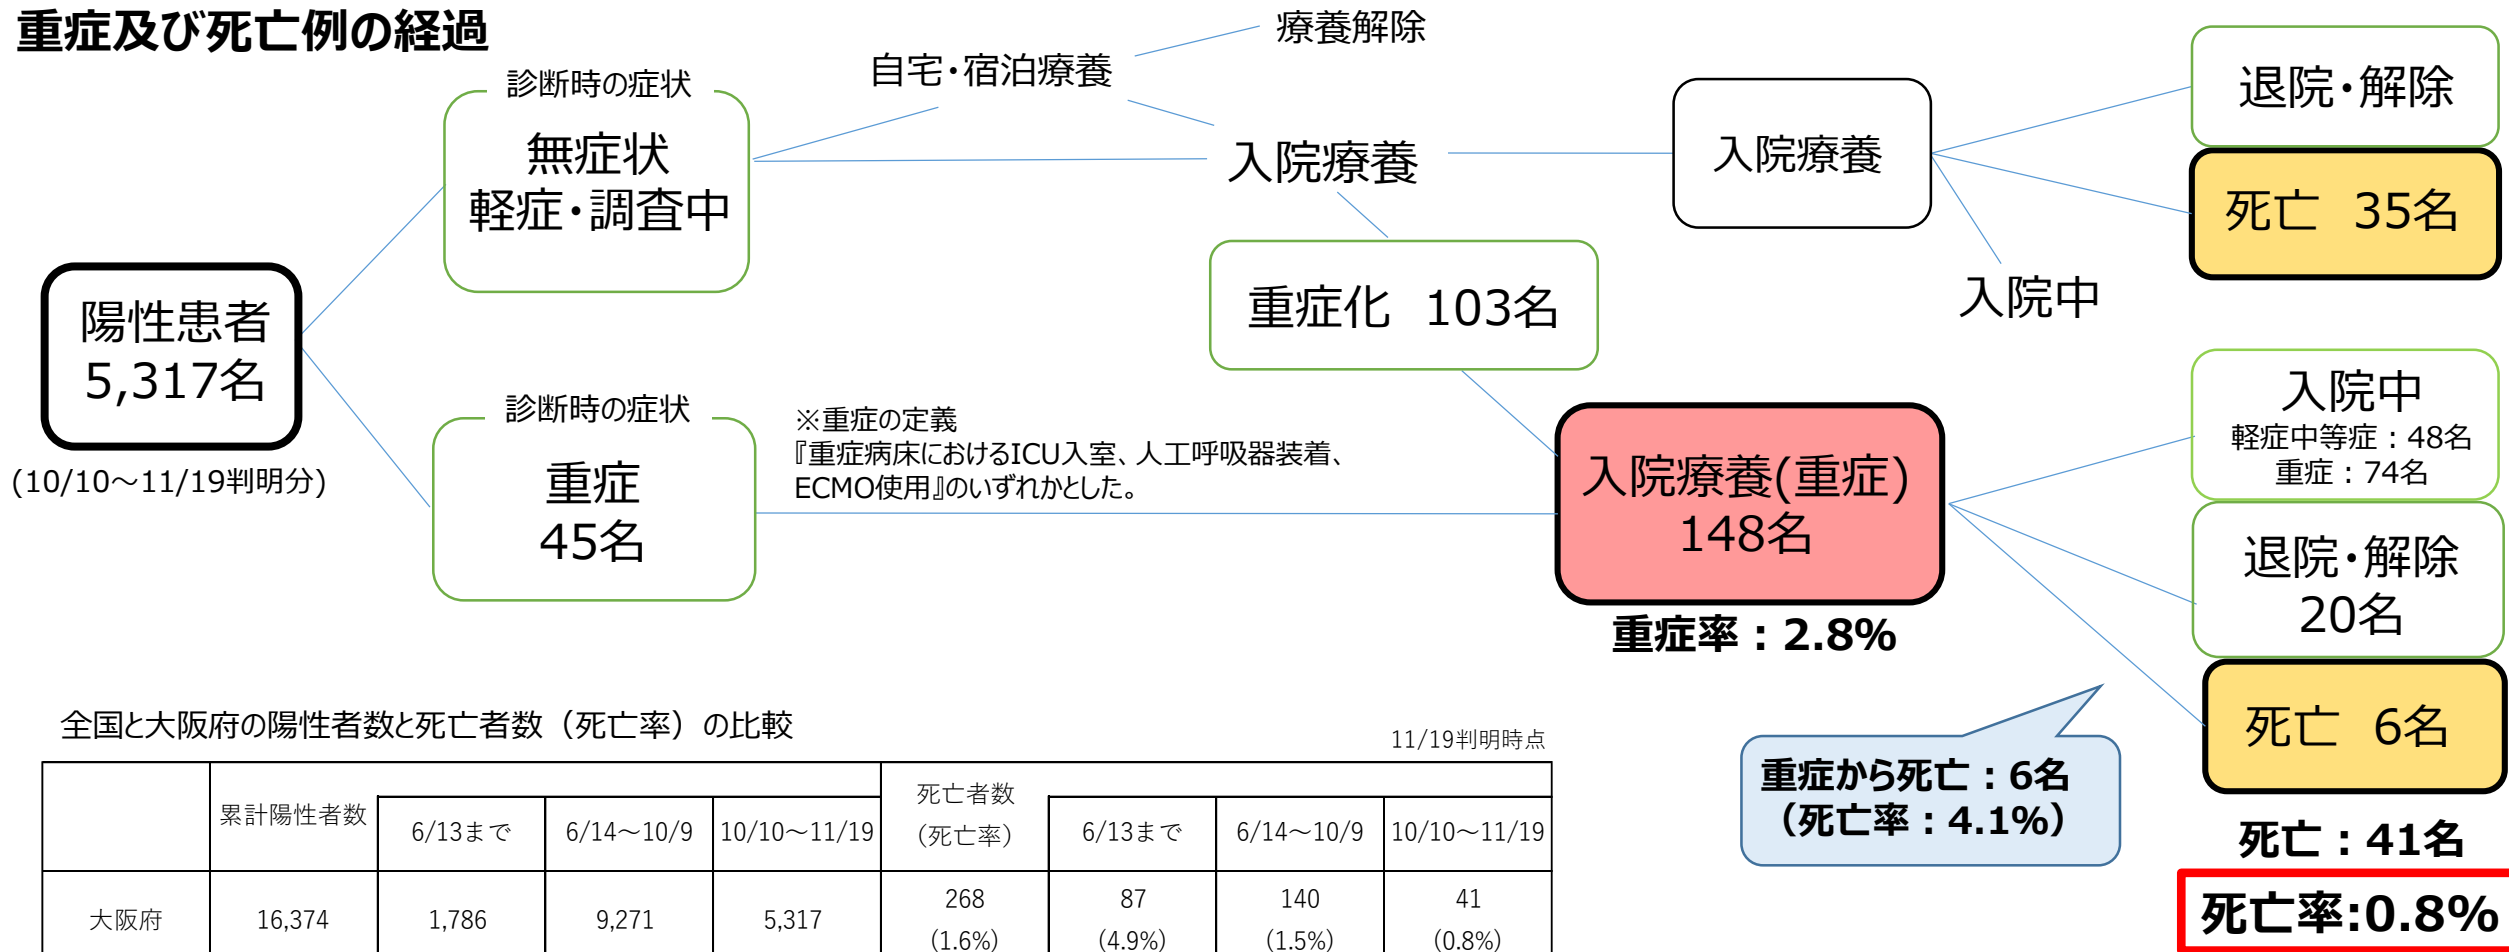 重症及び死亡例の経過
療養解除
自宅・宿泊療養
診断時の症状
無症状
軽症・調査中
入院療養
入院療養
退院・解除
死亡　35名
入院中
重症化　103名
陽性患者
5,317名
(10/10～11/19判明分)
診断時の症状
重症
45名
※重症の定義
『重症病床におけるICU入室、人工呼吸器装着、
ECMO使用』のいずれかとした。
入院療養(重症)
148名
重症率：2.8%
入院中
軽症中等症：48名
重症：74名
退院・解除
20名
死亡　6名
重症から死亡：6名
（死亡率：4.1%）
死亡：41名
死亡率:0.8%
全国と大阪府の陽性者数と死亡者数（死亡率）の比較
11/19判明時点
累計陽性者数 6/13まで 6/14～10/9 10/10～11/19 死亡者数 （死亡率） 6/13まで 6/14～10/9 10/10～11/19
大阪府 16,374 1,786 9,271 5,317 268 87 140 41
(1.6%) (4.9%) (1.5%) (0.8%)